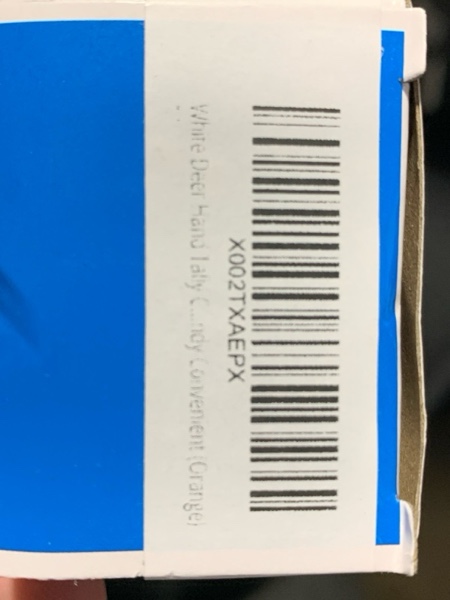 X002TXAEPX
White Deer Hand Tally Convenient (Orange)